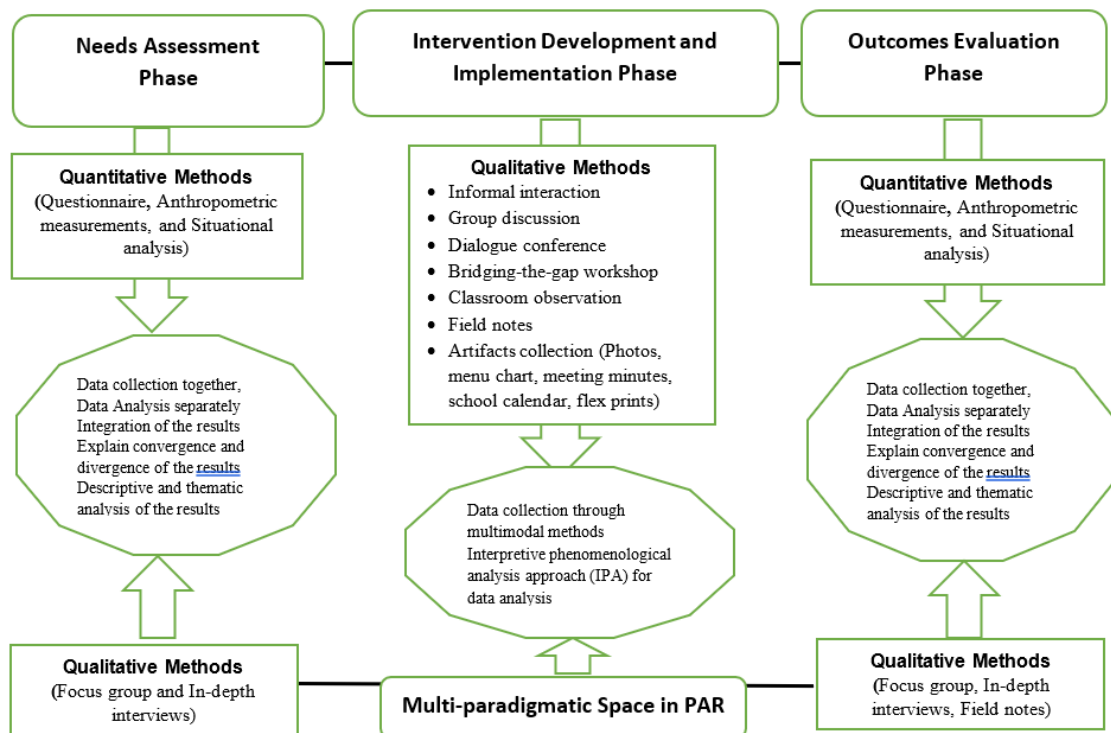 Needs Assessment
Phase
Intervention Development and
Implementation Phase
Outcomes Evaluation
Phase
Quantitative Methods
(Questionnaire, Anthropometric
measurements, and Situational
analysis)
Qualitative Methods
• Informal interaction
• Group discussion
• Dialogue conference
• Bridging-the-gap workshop
• Classroom observation
• Field notes
• Artifacts collection (Photos,
menu chart, meeting minutes,
school calendar, flex prints)
Quantitative Methods
(Questionnaire, Anthropometric
measurements, and Situational
analysis)
Data collection together,
Data Analysis separately
Integration of the results
Explain convergence and
divergence of the results
Descriptive and thematic
analysis of the results
Data collection through
multimodal methods
Interpretive phenomenological
analysis approach (IPA) for
data analysis
Data collection together,
Data Analysis separately
Integration of the results
Explain convergence and
divergence of the results
Descriptive and thematic
analysis of the results
Qualitative Methods
(Focus group and In-depth
interviews)
Multi-paradigmatic Space in PAR
Qualitative Methods
(Focus group, In-depth
interviews, Field notes)